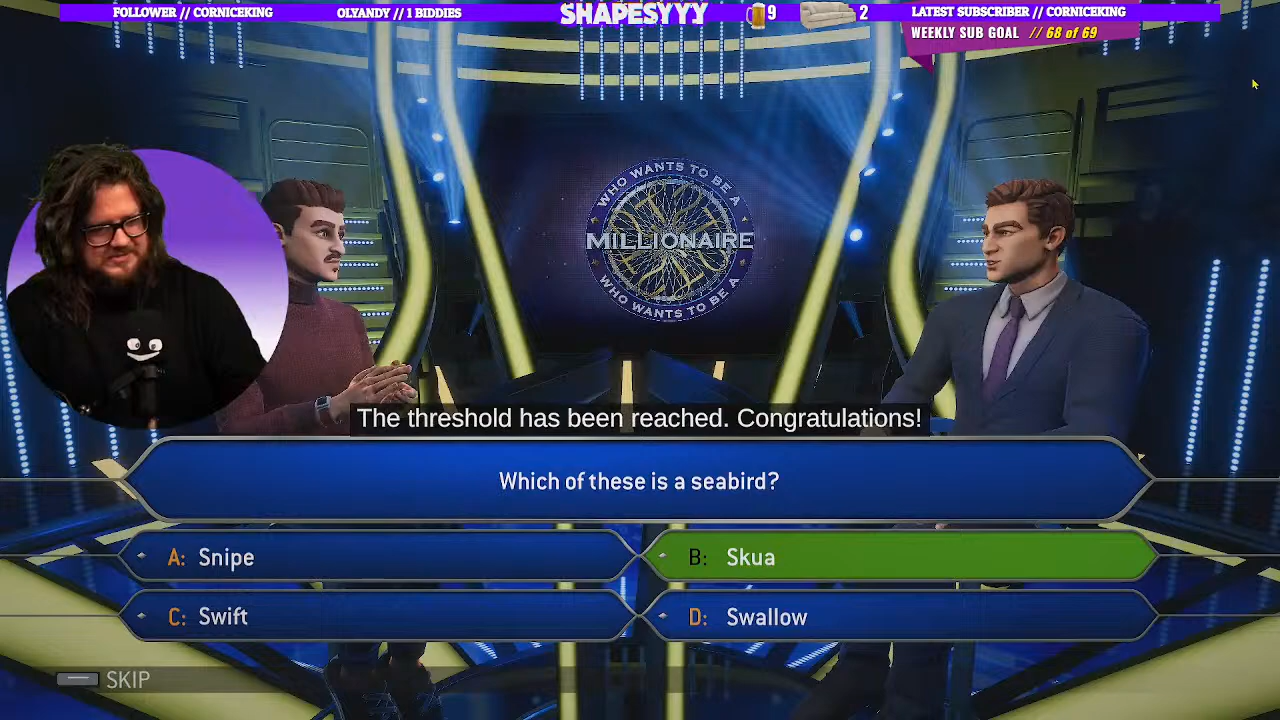 FOLLOWER // CORNICEKING
OLYANDY // 1 BIDDIES
SHAPESYYY
9
2
LATEST SUBSCRIBER // CORNICEKING
WEEKLY SUB GOAL // 68 of 69
WHO WANTS TO BE A
MILLIONAIRE
WHO WANTS TO BE A
The threshold has been reached. Congratulations!
Which of these is a seabird?
A: Snipe
B: Skua
C: Swift
D: Swallow
SKIP